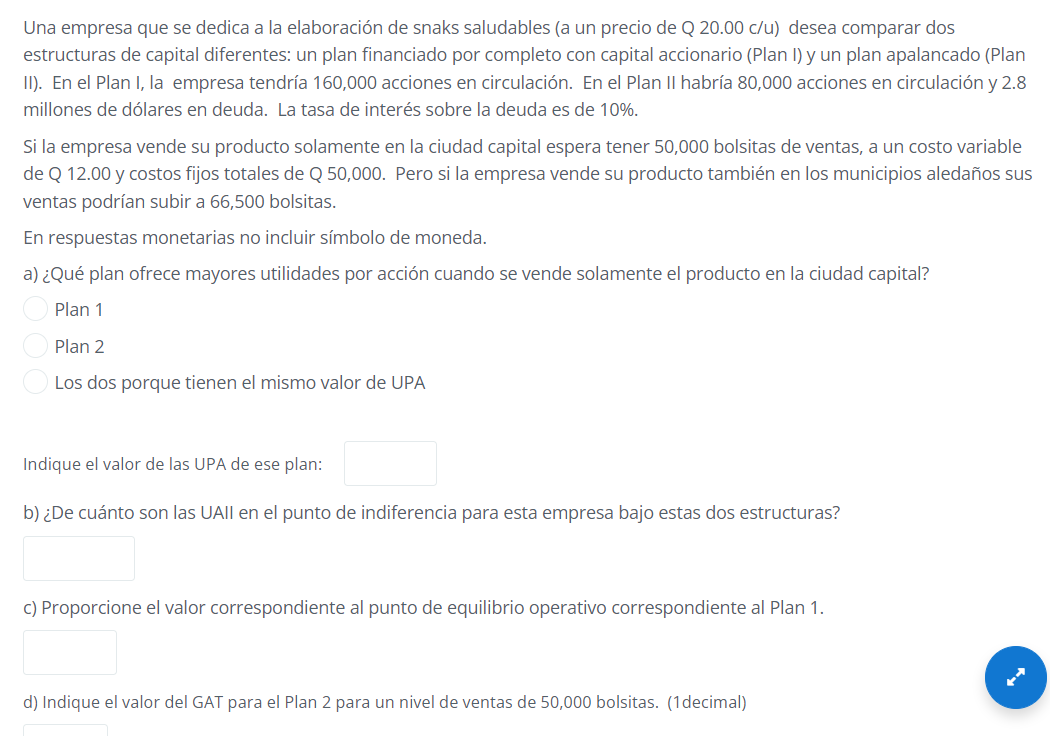 Una empresa que se dedica a la elaboración de snaks saludables (a un precio de Q 20.00 c/u) desea comparar dos
estructuras de capital diferentes: un plan financiado por completo con capital accionario (Plan I) y un plan apalancado (Plan
II). En el Plan I, la empresa tendría 160,000 acciones en circulación. En el Plan II habría 80,000 acciones en circulación y 2.8
millones de dólares en deuda. La tasa de interés sobre la deuda es de 10%.
Si la empresa vende su producto solamente en la ciudad capital espera tener 50,000 bolsitas de ventas, a un costo variable
de Q 12.00 y costos fijos totales de Q 50,000. Pero si la empresa vende su producto también en los municipios aledaños sus
ventas podrían subir a 66,500 bolsitas.
En respuestas monetarias no incluir símbolo de moneda.
a) ¿Qué plan ofrece mayores utilidades por acción cuando se vende solamente el producto en la ciudad capital?
Plan 1
Plan 2
Los dos porque tienen el mismo valor de UPA
Indique el valor de las UPA de ese plan:
b) ¿De cuánto son las UAII en el punto de indiferencia para esta empresa bajo estas dos estructuras?
c) Proporcione el valor correspondiente al punto de equilibrio operativo correspondiente al Plan 1.
d) Indique el valor del GAT para el Plan 2 para un nivel de ventas de 50,000 bolsitas. (1decimal)